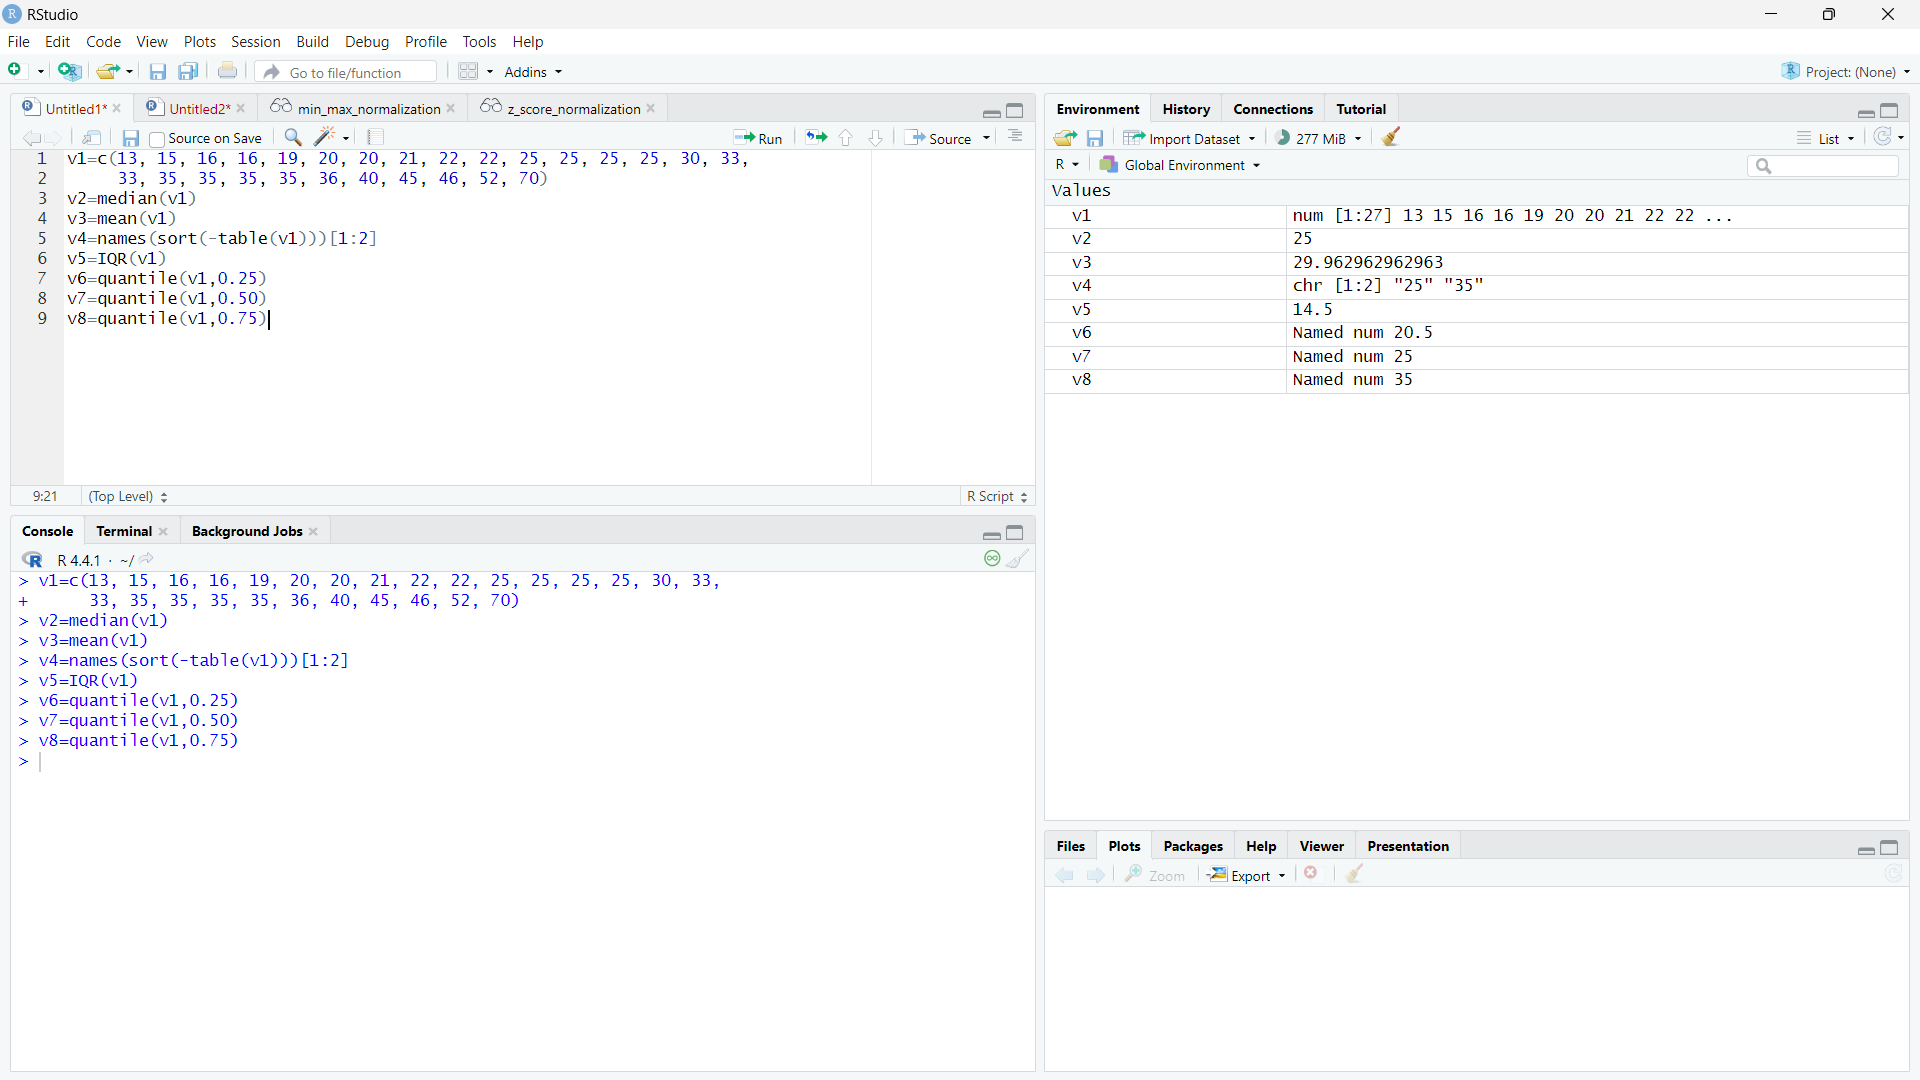 RStudio
File Edit Code View Plots Session Build Debug Profile Tools Help
Go to file/function Addins Project: (None)
Untitled1* Untitled2* min_max_normalization z_score_normalization
Source on Save Run Source
1 v1=c(13, 15, 16, 16, 19, 20, 20, 21, 22, 22, 25, 25, 25, 25, 30, 33,
2 33, 35, 35, 35, 35, 36, 40, 45, 46, 52, 70)
3 v2=median(v1)
4 v3=mean(v1)
5 v4=names(sort(-table(v1)))[1:2]
6 v5=IQR(v1)
7 v6=quantile(v1,0.25)
8 v7=quantile(v1,0.50)
9 v8=quantile(v1,0.75)
9:21 (Top Level) R Script
Console Terminal Background Jobs
R 4.4.1 · ~/
> v1=c(13, 15, 16, 16, 19, 20, 20, 21, 22, 22, 25, 25, 25, 25, 30, 33,
+ 33, 35, 35, 35, 35, 36, 40, 45, 46, 52, 70)
> v2=median(v1)
> v3=mean(v1)
> v4=names(sort(-table(v1)))[1:2]
> v5=IQR(v1)
> v6=quantile(v1,0.25)
> v7=quantile(v1,0.50)
> v8=quantile(v1,0.75)
>
Environment History Connections Tutorial
Import Dataset 277 MiB List
R Global Environment
Values
v1 num [1:27] 13 15 16 16 19 20 20 21 22 22 ...
v2 25
v3 29.962962962963
v4 chr [1:2] "25" "35"
v5 14.5
v6 Named num 20.5
v7 Named num 25
v8 Named num 35
Files Plots Packages Help Viewer Presentation
Zoom Export